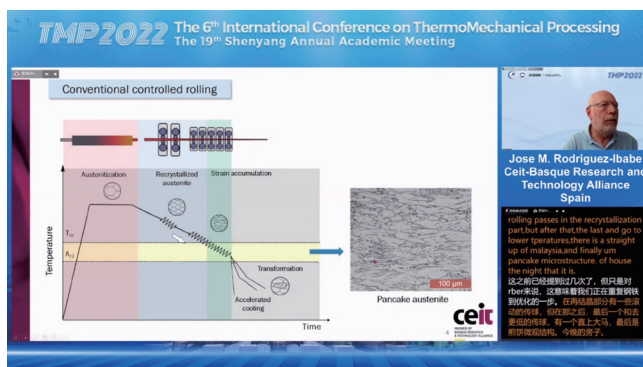 TMP2022
The 6th International Conference on ThermoMechanical Processing
The 19th Shenyang Annual Academic Meeting
Conventional controlled rolling
Austenitization
Recrystallized
austenite
Strain accumulation
Temperature
Transformation
Accelerated
cooling
Time
100 μm
Pancake austenite
ceit
MEMBER OF
BASQUE RESEARCH
& TECHNOLOGY ALLIANCE
TMP2022
Jose M. Rodriguez-Ibabe
Ceit-Basque Research and
Technology Alliance
Spain
rolling passes in the recrystallization
part,but after that,the last and go to
lower tperatures,there is a straight
up of malaysia,and finally um
pancake microstructure. of house
the night that it is.
这之前已经提到过几次了，但只是对
rber来说，这意味着我们正在重复钢铁
到优化的一步。在再结晶部分有一些滚
动的传球，但在那之后，最后一个和去
更低的传球，有一个直上大马，最后是
煎饼微观结构。今晚的房子。